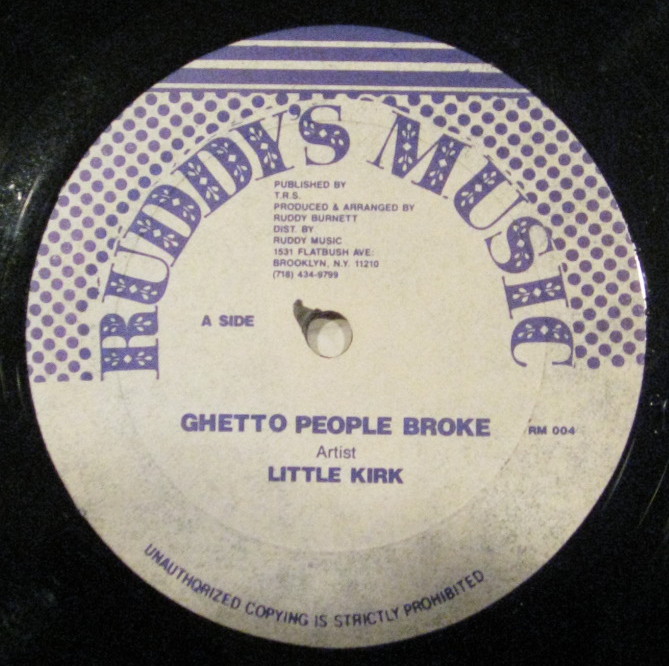 RUDDY'S MUSIC
PUBLISHED BY
T.R.S.
PRODUCED & ARRANGED BY
RUDDY BURNETT
DIST. BY
RUDDY MUSIC
1531 FLATBUSH AVE:
BROOKLYN, N.Y. 11210
(718) 434-9799
A SIDE
GHETTO PEOPLE BROKE
RM 004
Artist
LITTLE KIRK
UNAUTHORIZED COPYING IS STRICTLY PROHIBITED